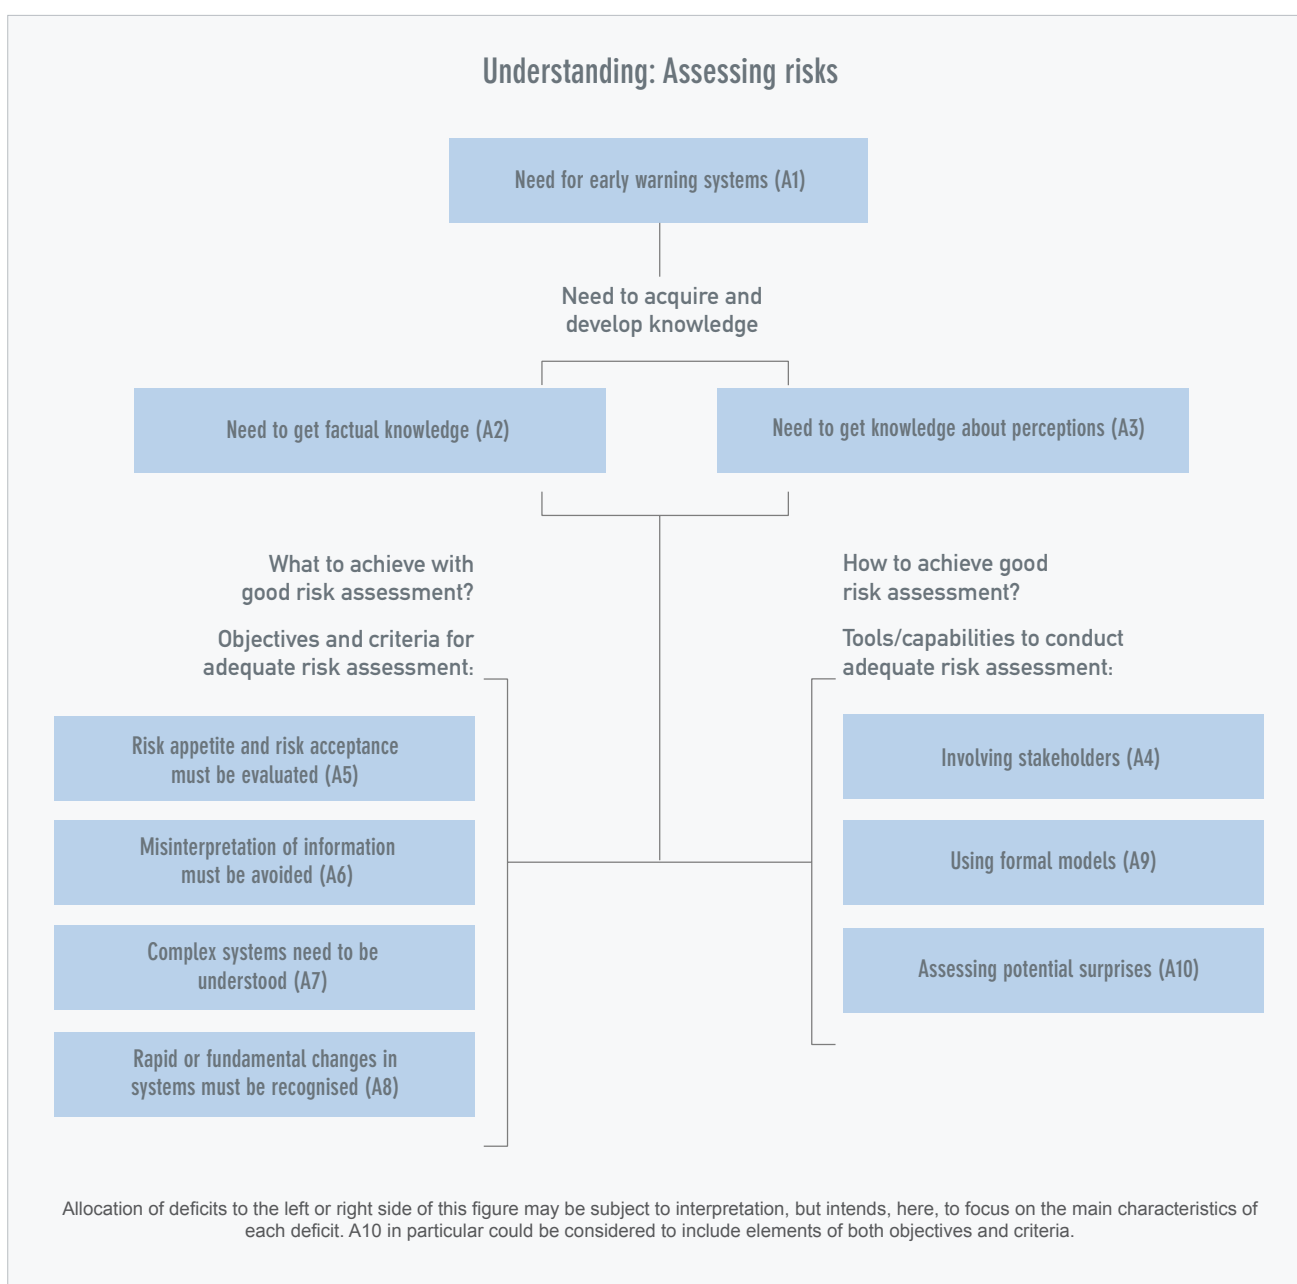 Understanding: Assessing risks
Need for early warning systems (A1)
Need to acquire and
develop knowledge
Need to get factual knowledge (A2)
Need to get knowledge about perceptions (A3)
What to achieve with
good risk assessment?
Objectives and criteria for
adequate risk assessment:
Risk appetite and risk acceptance
must be evaluated (A5)
Misinterpretation of information
must be avoided (A6)
Complex systems need to be
understood (A7)
Rapid or fundamental changes in
systems must be recognised (A8)
How to achieve good
risk assessment?
Tools/capabilities to conduct
adequate risk assessment:
Involving stakeholders (A4)
Using formal models (A9)
Assessing potential surprises (A10)
Allocation of deficits to the left or right side of this figure may be subject to interpretation, but intends, here, to focus on the main characteristics of
each deficit. A10 in particular could be considered to include elements of both objectives and criteria.